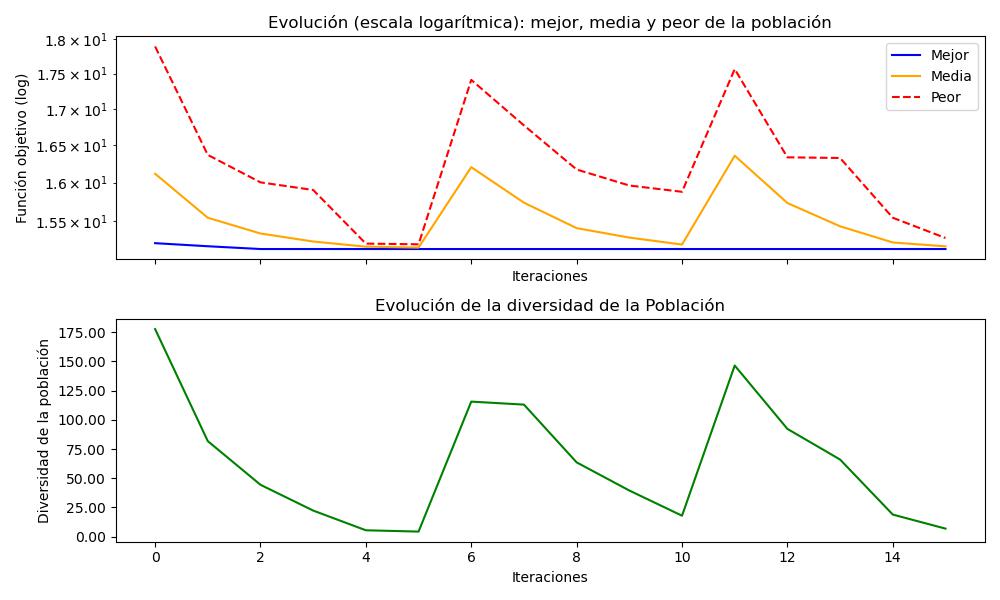 Evolución (escala logarítmica): mejor, media y peor de la población
1.8 × 10¹
1.75 × 10¹
1.7 × 10¹
1.65 × 10¹
1.6 × 10¹
1.55 × 10¹
Función objetivo (log)
Mejor
Media
Peor
Iteraciones
Evolución de la diversidad de la Población
175.00
150.00
125.00
100.00
75.00
50.00
25.00
0.00
Diversidad de la población
0 2 4 6 8 10 12 14
Iteraciones